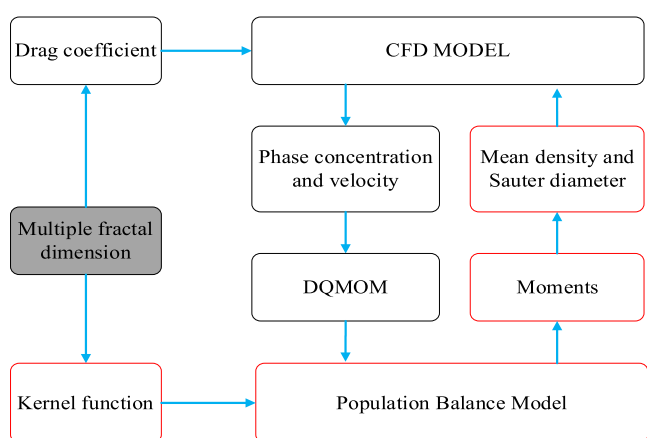 Drag coefficient
CFD MODEL
Phase concentration
and velocity
Mean density and
Sauter diameter
Multiple fractal
dimension
DQMOM
Moments
Kernel function
Population Balance Model